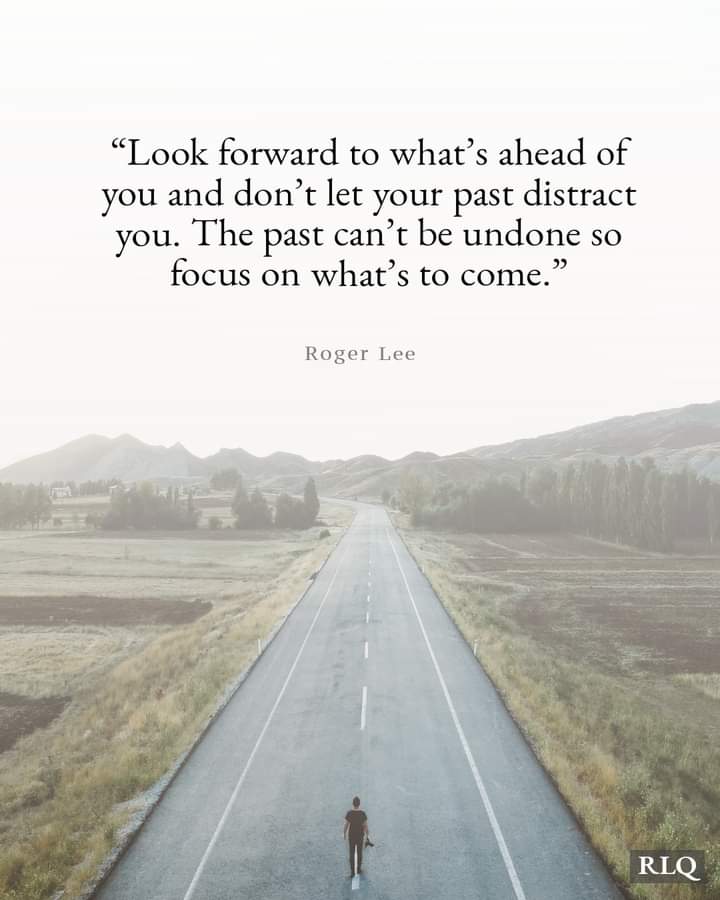 “Look forward to what’s ahead of
you and don’t let your past distract
you. The past can’t be undone so
focus on what’s to come.”
Roger Lee
RLQ